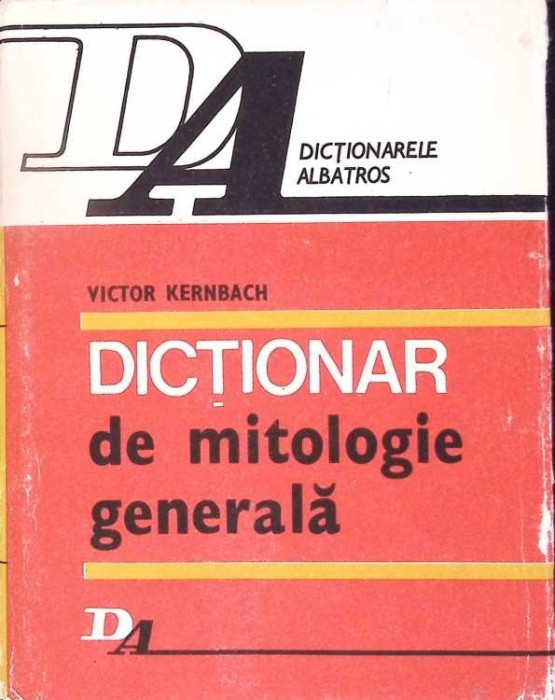 DA
DICȚIONARELE
ALBATROS
VICTOR KERNBACH
DICȚIONAR
de mitologie
generală
DA